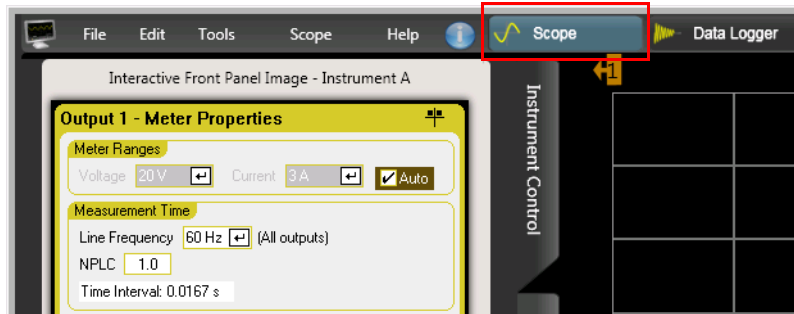 File Edit Tools Scope Help i Scope Data Logger
Interactive Front Panel Image - Instrument A
1
Output 1 - Meter Properties
Meter Ranges
Voltage 20 V Current 3 A Auto
Measurement Time
Line Frequency 60 Hz (All outputs)
NPLC 1.0
Time Interval: 0.0167 s
Instrument Control